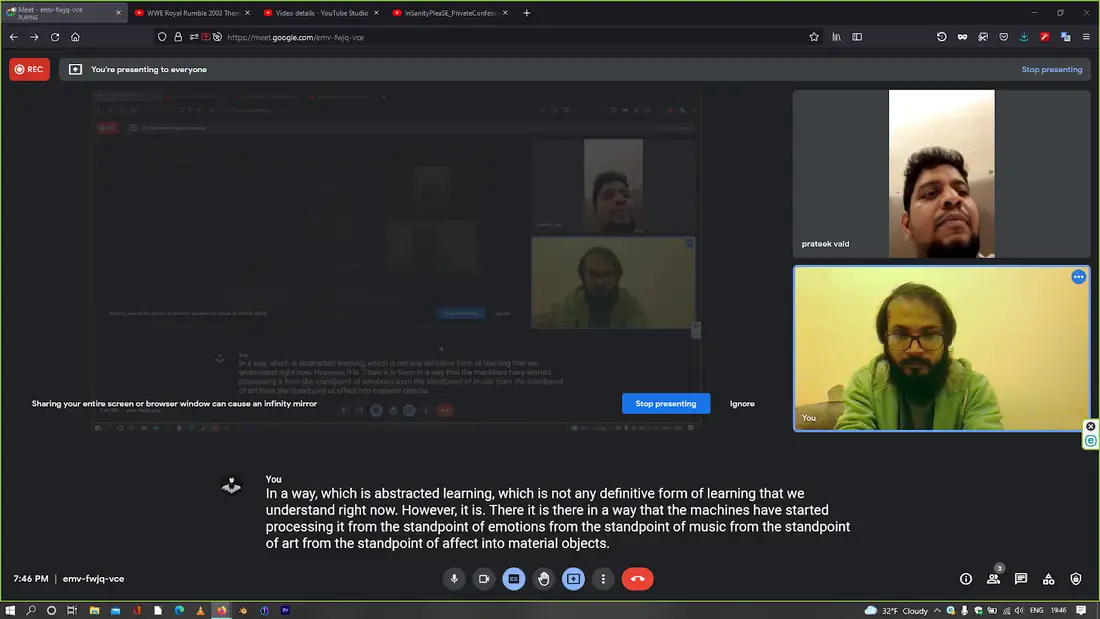 Meet - emv-fwjq-vce
PLAYING
WWE Royal Rumble 2003 Them
Video details - YouTube Studio
InSanityPleaSE_PrivateConfess
https://meet.google.com/emv-fwjq-vce
REC
You're presenting to everyone
Stop presenting
prateek vaid
You
Sharing your entire screen or browser window can cause an infinity mirror
Stop presenting
Ignore
You
In a way, which is abstracted learning, which is not any definitive form of learning that we
understand right now. However, it is. There it is there in a way that the machines have started
processing it from the standpoint of emotions from the standpoint of music from the standpoint
of art from the standpoint of affect into material objects.
7:46 PM | emv-fwjq-vce
3
32°F Cloudy
ENG
19:46